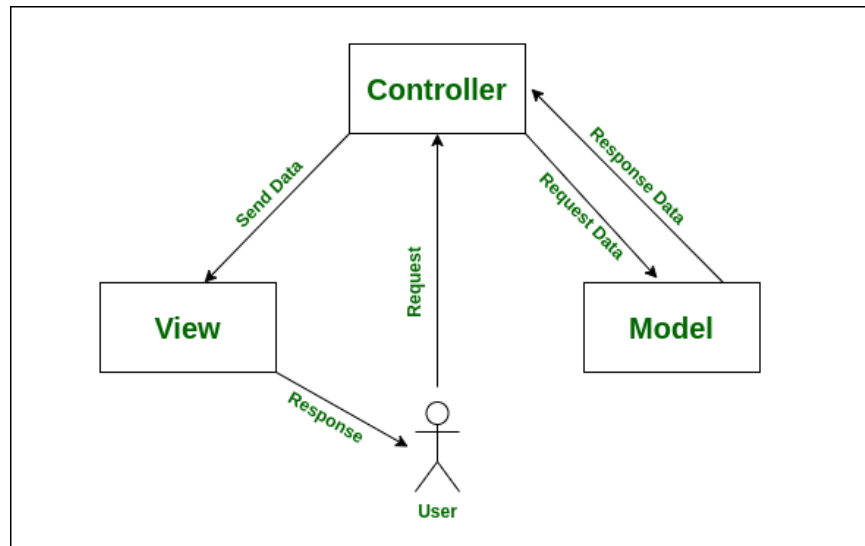 Controller
Send Data
Request
Request Data
Response Data
View
Model
Response
User